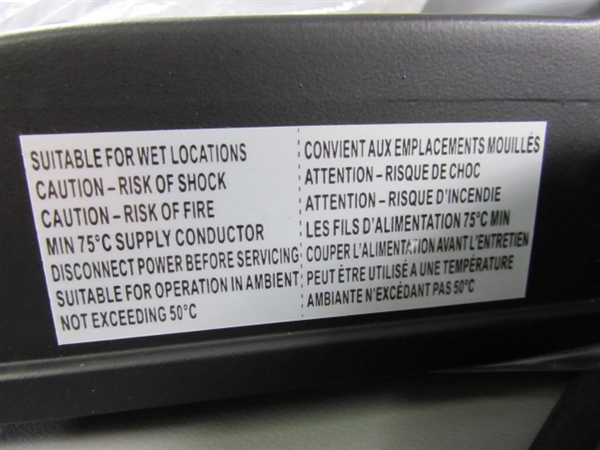 SUITABLE FOR WET LOCATIONS
CAUTION – RISK OF SHOCK
CAUTION – RISK OF FIRE
MIN 75°C SUPPLY CONDUCTOR
DISCONNECT POWER BEFORE SERVICING
SUITABLE FOR OPERATION IN AMBIENT
NOT EXCEEDING 50°C
CONVIENT AUX EMPLACEMENTS MOUILLÉS
ATTENTION – RISQUE DE CHOC
ATTENTION – RISQUE D'INCENDIE
LES FILS D'ALIMENTATION 75°C MIN
COUPER L'ALIMENTATION AVANT L'ENTRETIEN
PEUT ÉTRE UTILISÉ A UNE TEMPÉRATURE
AMBIANTE N'EXCÉDANT PAS 50°C